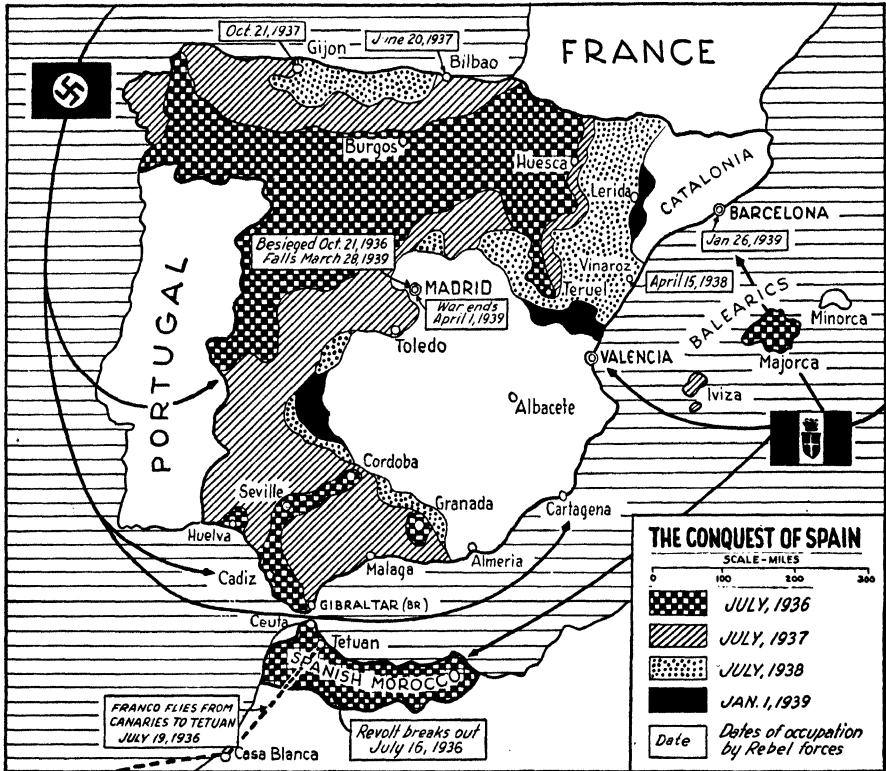 Oct. 21, 1937
Gijon
June 20, 1937
Bilbao
FRANCE
Burgos
Huesca
Lerida
CATALONIA
BARCELONA
Jan 26, 1939
Besieged Oct. 21, 1936
Falls March 28, 1939
MADRID
War ends
April 1, 1939
Vinaroz
April 15, 1938
Teruel
BALEARICS
Minorca
Majorca
Iviza
PORTUGAL
Toledo
VALENCIA
Albacete
Cordoba
Seville
Granada
Cartagena
Huelva
Cadiz
Malaga
Almeria
GIBRALTAR (BR)
Ceuta
Tetuan
SPANISH MOROCCO
FRANCO FLIES FROM
CANARIES TO TETUAN
JULY 19, 1936
Revolt breaks out
July 16, 1936
Casa Blanca
THE CONQUEST OF SPAIN
SCALE-MILES
0 100 200 300
JULY, 1936
JULY, 1937
JULY, 1938
JAN. 1, 1939
Date
Dates of occupation
by Rebel forces